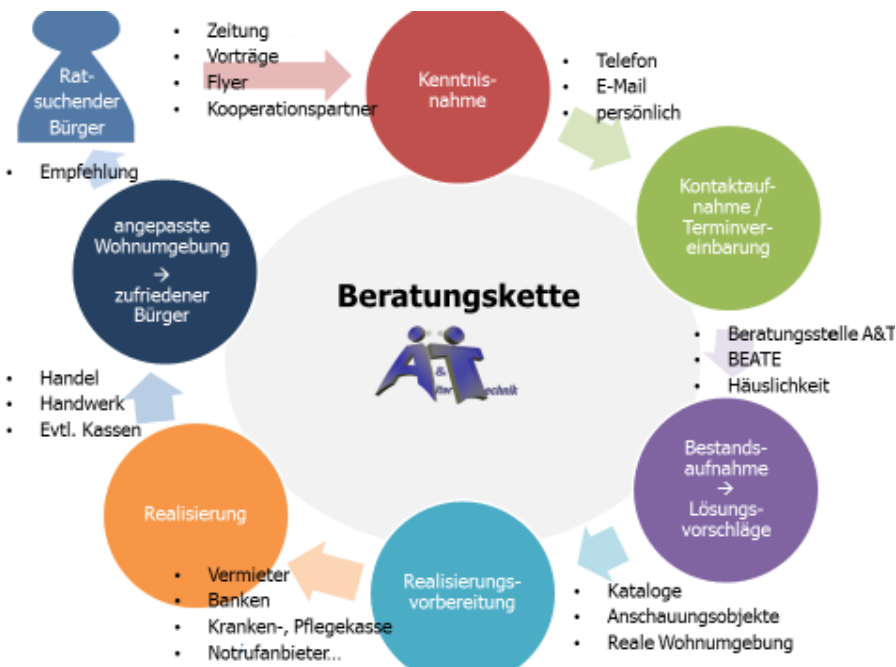 Rat-
suchender
Bürger
• Zeitung
• Vorträge
• Flyer
• Kooperationspartner
Kenntnis-
nahme
• Telefon
• E-Mail
• persönlich
Kontaktauf-
nahme /
Terminver-
einbarung
• Beratungsstelle A&T
• BEATE
• Häuslichkeit
Bestands-
aufnahme
→
Lösungs-
vorschläge
• Kataloge
• Anschauungsobjekte
• Reale Wohnumgebung
Realisierungs-
vorbereitung
• Vermieter
• Banken
• Kranken-, Pflegekasse
• Notrufanbieter…
Realisierung
• Handel
• Handwerk
• Evtl. Kassen
angepasste
Wohnumgebung
→
zufriedener
Bürger
• Empfehlung
Beratungskette
A & T
lter echnik